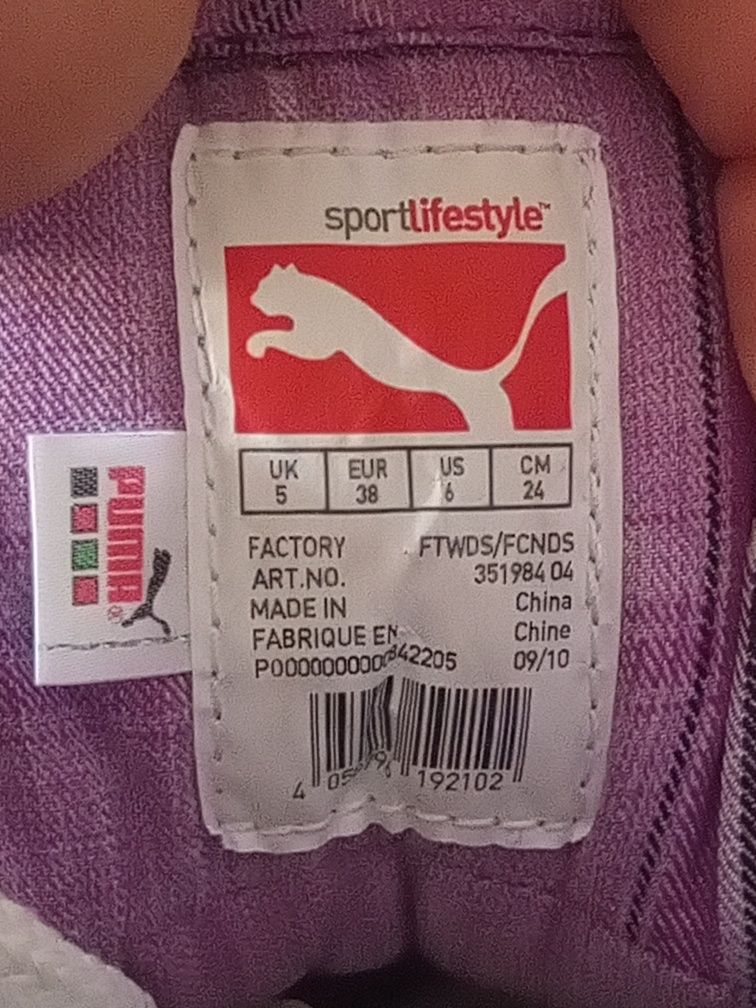 sportlifestyle™
UK EUR US CM
5 38 6 24
FACTORY FTWDS/FCNDS
ART.NO. 351984 04
MADE IN China
FABRIQUE EN Chine
09/10
4 192102
PUMA®